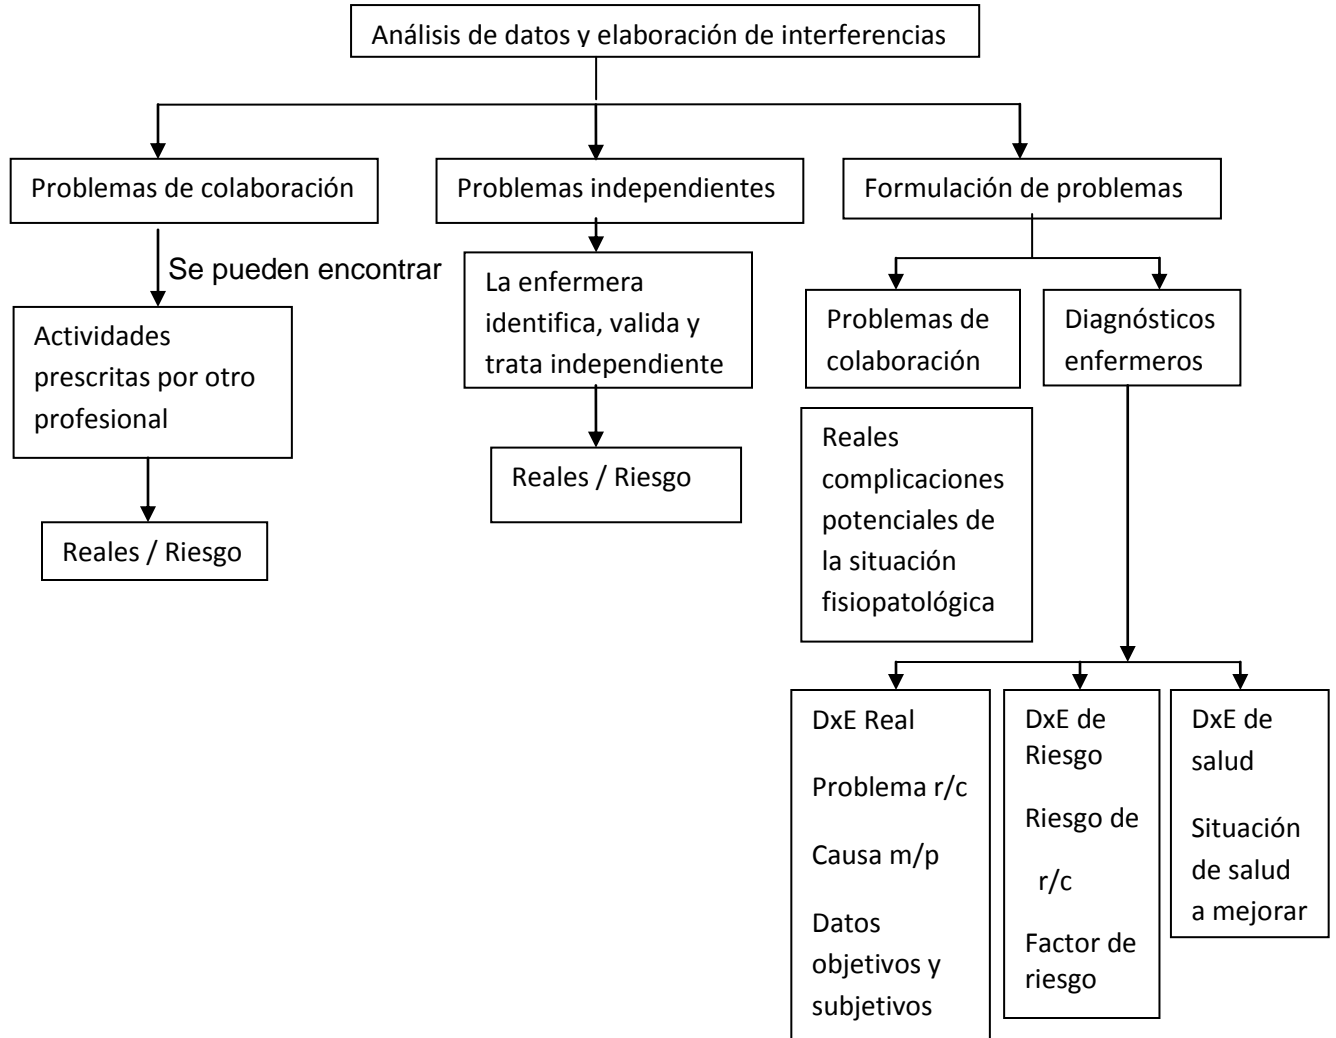 Análisis de datos y elaboración de interferencias
Problemas de colaboración
Problemas independientes
Formulación de problemas
Se pueden encontrar
Actividades
prescritas por otro
profesional
La enfermera
identifica, valida y
trata independiente
Problemas de
colaboración
Diagnósticos
enfermeros
Reales / Riesgo
Reales / Riesgo
Reales
complicaciones
potenciales de
la situación
fisiopatológica
DxE Real
Problema r/c
Causa m/p
Datos
objetivos y
subjetivos
DxE de
Riesgo
Riesgo de
r/c
Factor de
riesgo
DxE de
salud
Situación
de salud
a mejorar